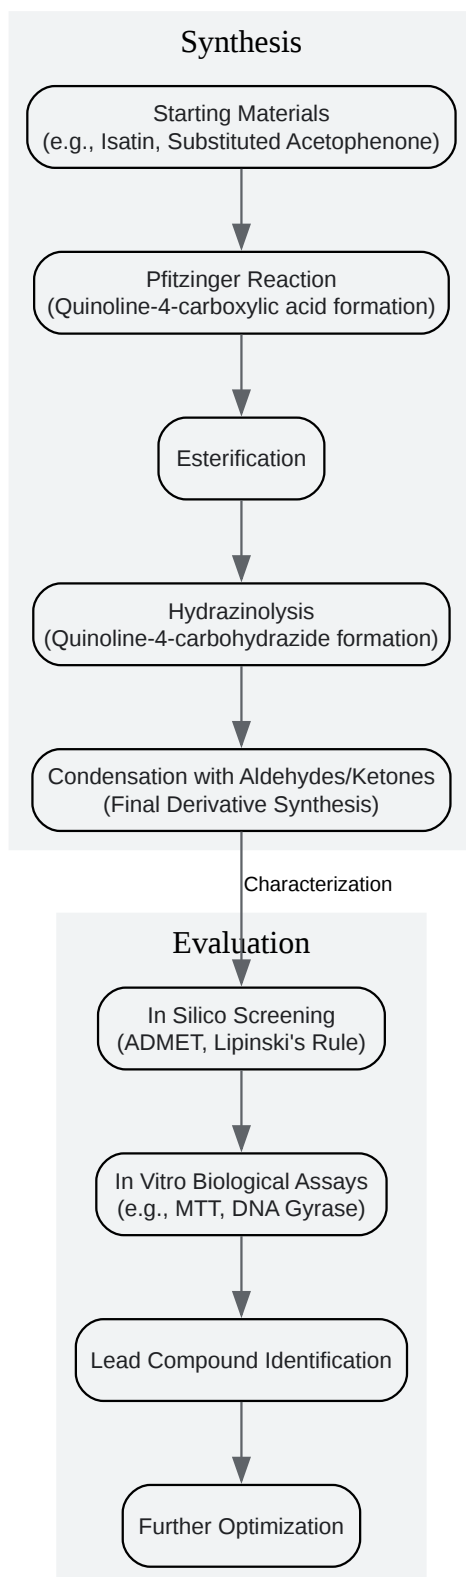 Synthesis
Starting Materials
(e.g., Isatin, Substituted Acetophenone)
Pfitzinger Reaction
(Quinoline-4-carboxylic acid formation)
Esterification
Hydrazinolysis
(Quinoline-4-carbohydrazide formation)
Condensation with Aldehydes/Ketones
(Final Derivative Synthesis)
Characterization
Evaluation
In Silico Screening
(ADMET, Lipinski's Rule)
In Vitro Biological Assays
(e.g., MTT, DNA Gyrase)
Lead Compound Identification
Further Optimization